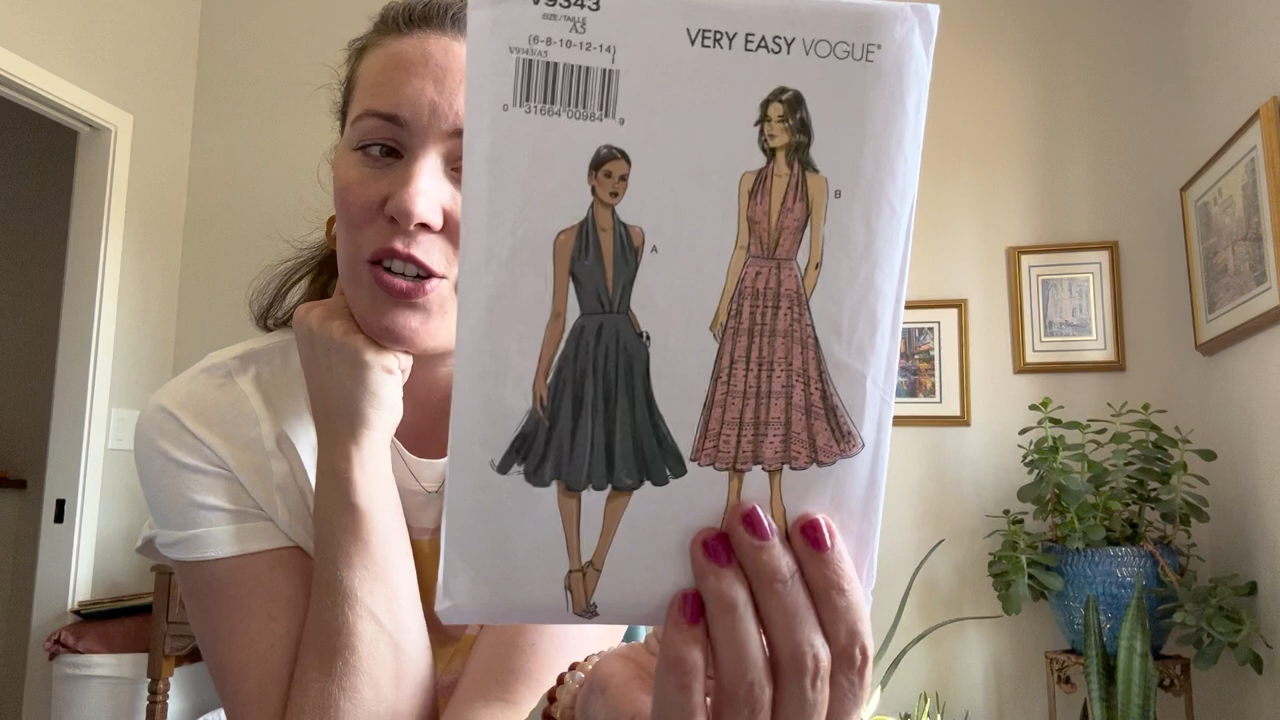 V9343
SIZE/TAILLE
A5
(6-8-10-12-14)
V9343/A5
0 31664 00984 9
VERY EASY VOGUE®
A
B